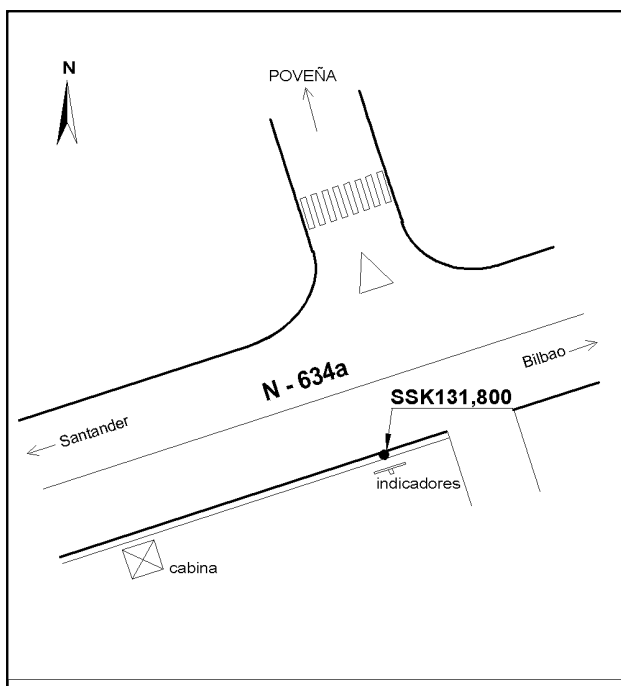 N
POVEÑA
N - 634a
Bilbao
SSK131,800
Santander
indicadores
cabina